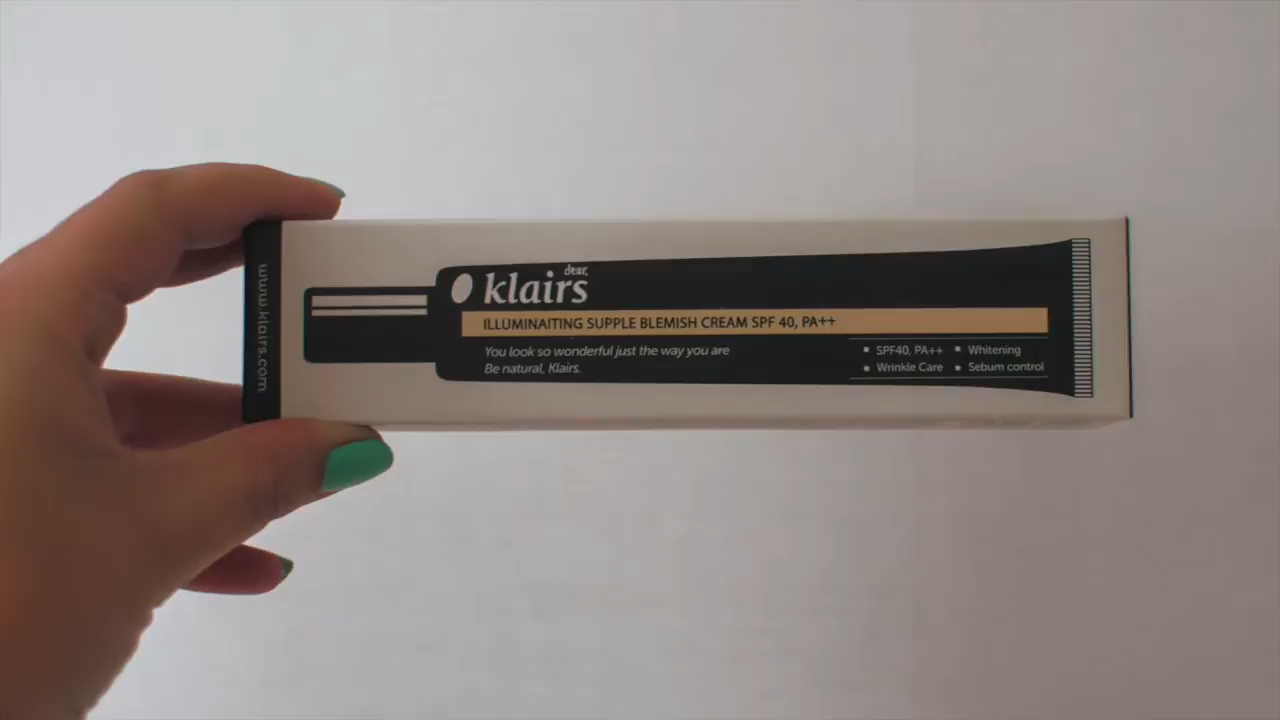 www.klairs.com
dear,
klairs
ILLUMINAITING SUPPLE BLEMISH CREAM SPF 40, PA++
You look so wonderful just the way you are
Be natural, Klairs.
▪ SPF40, PA++ ▪ Whitening
▪ Wrinkle Care ▪ Sebum control